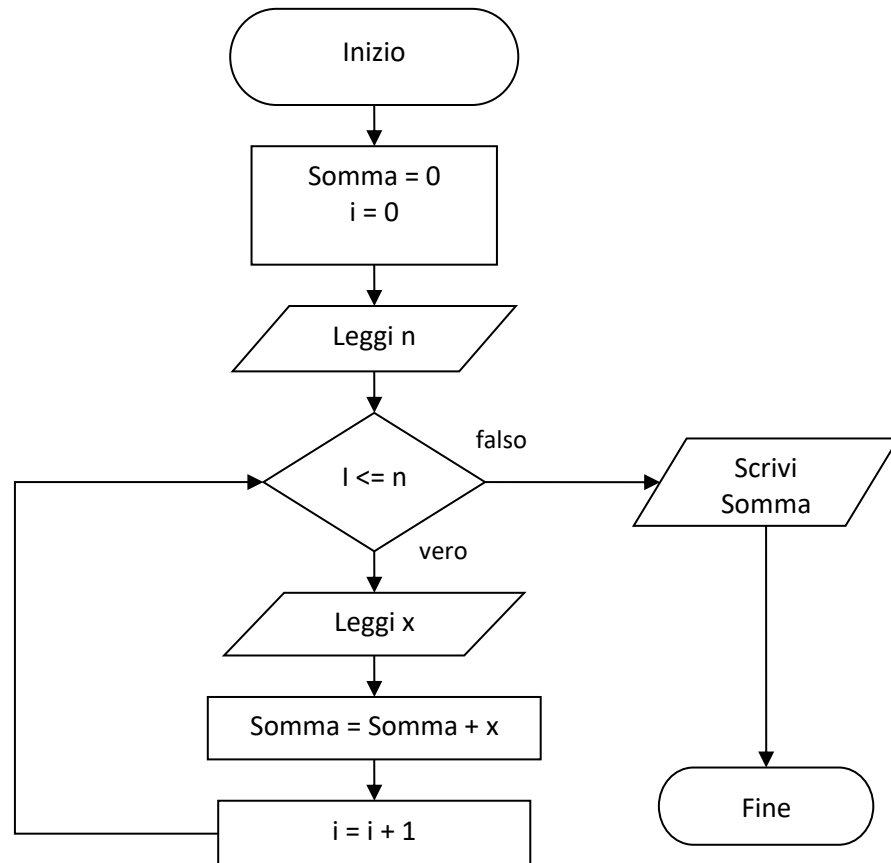 Inizio
Somma = 0
i = 0
Leggi n
I <= n
falso
Scrivi
Somma
vero
Leggi x
Somma = Somma + x
i = i + 1
Fine